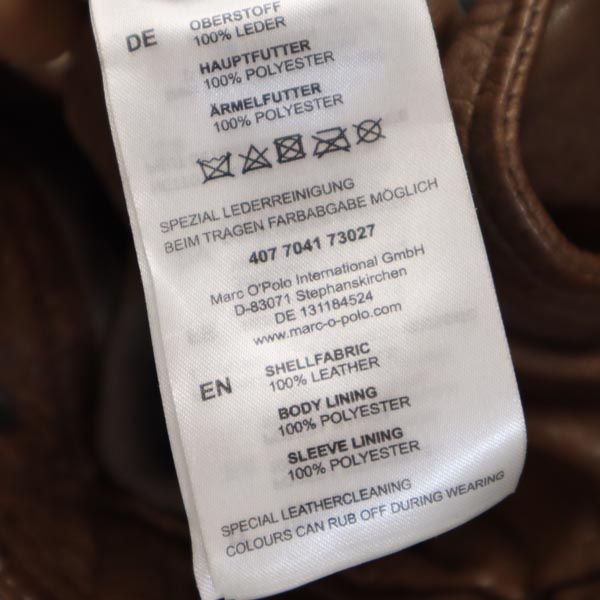 DE
OBERSTOFF
100% LEDER
HAUPTFUTTER
100% POLYESTER
ÄRMELFUTTER
100% POLYESTER
SPEZIAL LEDERREINIGUNG
BEIM TRAGEN FARBABGABE MÖGLICH
407 7041 73027
Marc O'Polo International GmbH
D-83071 Stephanskirchen
DE 131184524
www.marc-o-polo.com
EN
SHELLFABRIC
100% LEATHER
BODY LINING
100% POLYESTER
SLEEVE LINING
100% POLYESTER
SPECIAL LEATHERCLEANING
COLOURS CAN RUB OFF DURING WEARING